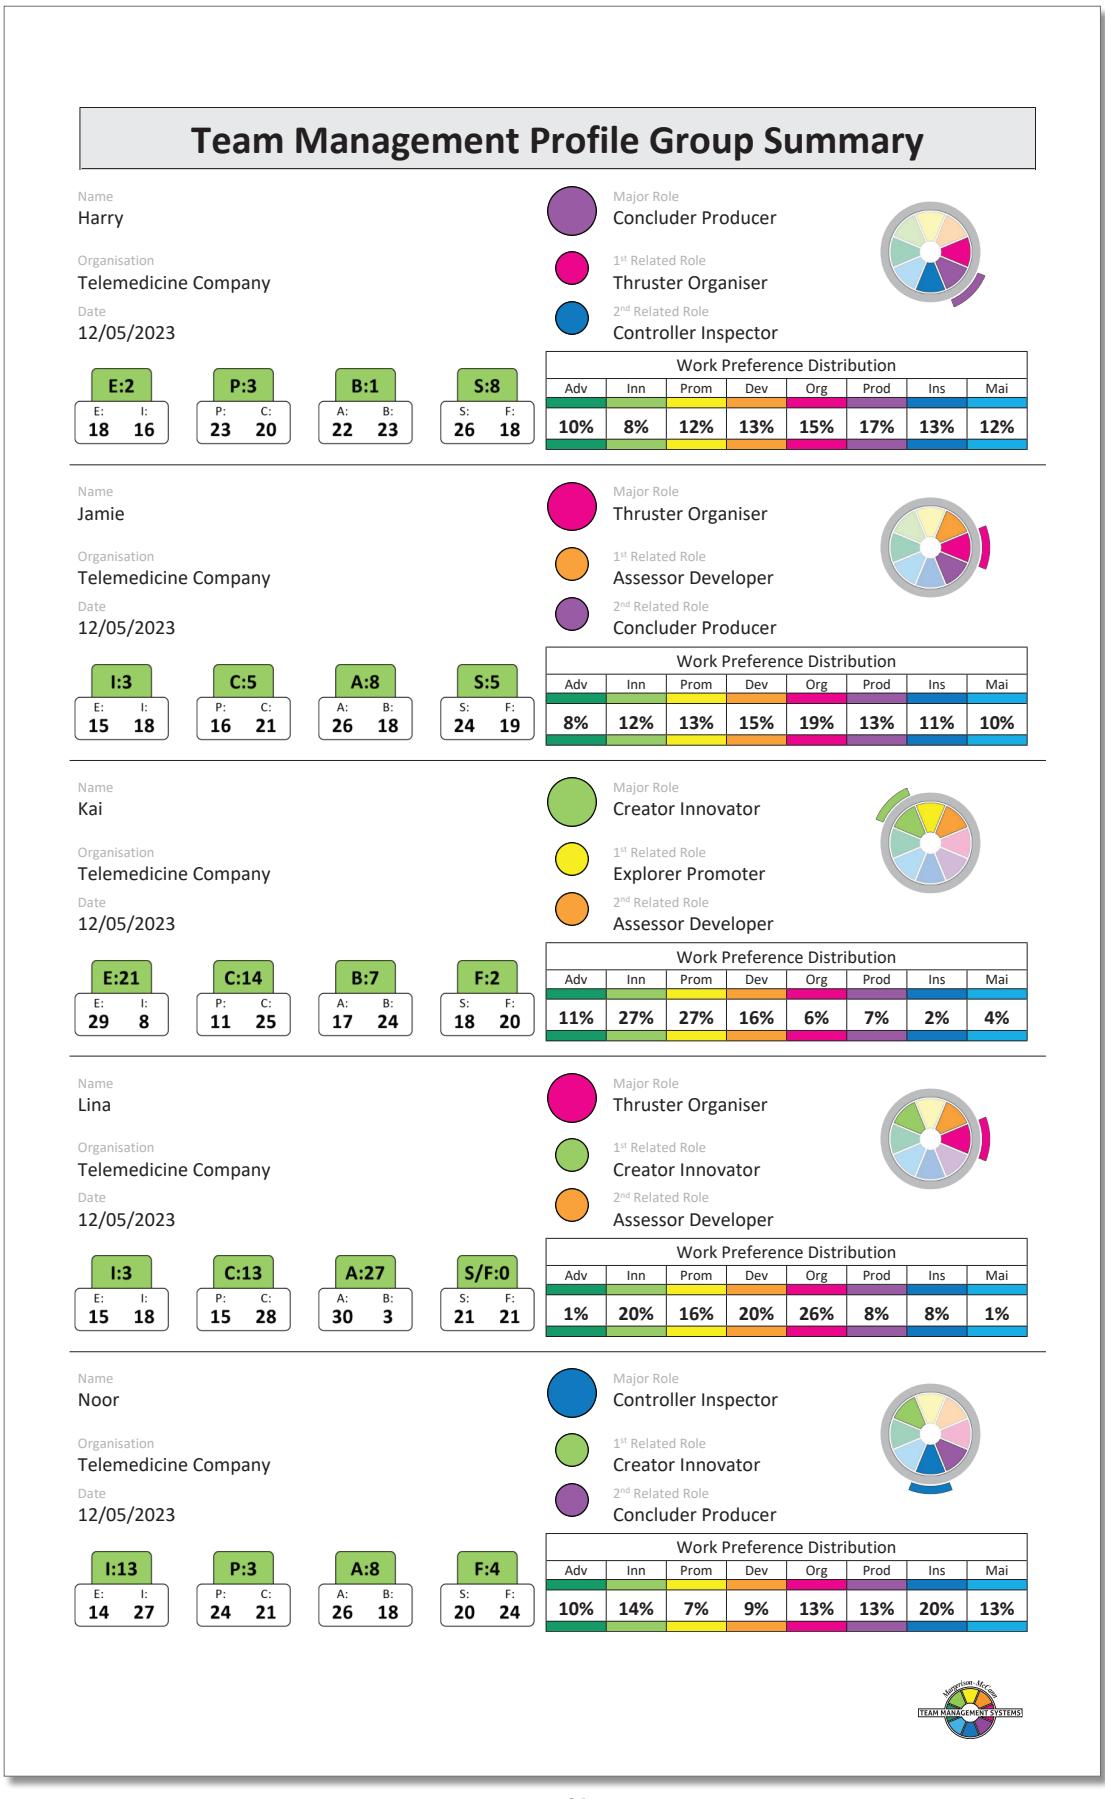 Team Management Profile Group Summary
Name
Harry
Organisation
Telemedicine Company
Date
12/05/2023
Major Role
Concluder Producer
1st Related Role
Thruster Organiser
2nd Related Role
Controller Inspector
E:2 P:3 B:1 S:8
E: I: P: C: A: B: S: F:
18 16 23 20 22 23 26 18
Work Preference Distribution
Adv Inn Prom Dev Org Prod Ins Mai
10% 8% 12% 13% 15% 17% 13% 12%
Name
Jamie
Organisation
Telemedicine Company
Date
12/05/2023
Major Role
Thruster Organiser
1st Related Role
Assessor Developer
2nd Related Role
Concluder Producer
I:3 C:5 A:8 S:5
E: I: P: C: A: B: S: F:
15 18 16 21 26 18 24 19
Work Preference Distribution
Adv Inn Prom Dev Org Prod Ins Mai
8% 12% 13% 15% 19% 13% 11% 10%
Name
Kai
Organisation
Telemedicine Company
Date
12/05/2023
Major Role
Creator Innovator
1st Related Role
Explorer Promoter
2nd Related Role
Assessor Developer
E:21 C:14 B:7 F:2
E: I: P: C: A: B: S: F:
29 8 11 25 17 24 18 20
Work Preference Distribution
Adv Inn Prom Dev Org Prod Ins Mai
11% 27% 27% 16% 6% 7% 2% 4%
Name
Lina
Organisation
Telemedicine Company
Date
12/05/2023
Major Role
Thruster Organiser
1st Related Role
Creator Innovator
2nd Related Role
Assessor Developer
I:3 C:13 A:27 S/F:0
E: I: P: C: A: B: S: F:
15 18 15 28 30 3 21 21
Work Preference Distribution
Adv Inn Prom Dev Org Prod Ins Mai
1% 20% 16% 20% 26% 8% 8% 1%
Name
Noor
Organisation
Telemedicine Company
Date
12/05/2023
Major Role
Controller Inspector
1st Related Role
Creator Innovator
2nd Related Role
Concluder Producer
I:13 P:3 A:8 F:4
E: I: P: C: A: B: S: F:
14 27 24 21 26 18 20 24
Work Preference Distribution
Adv Inn Prom Dev Org Prod Ins Mai
10% 14% 7% 9% 13% 13% 20% 13%
Margerison-McCann
TEAM MANAGEMENT SYSTEMS